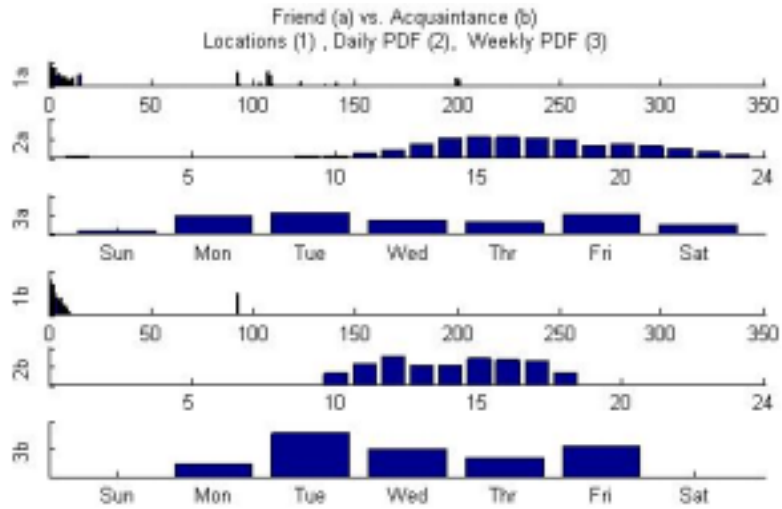 Friend (a) vs. Acquaintance (b)
Locations (1) , Daily PDF (2), Weekly PDF (3)
1a
0 50 100 150 200 250 300 350
2a
5 10 15 20 24
3a
Sun Mon Tue Wed Thr Fri Sat
1b
0 50 100 150 200 250 300 350
2b
5 10 15 20 24
3b
Sun Mon Tue Wed Thr Fri Sat